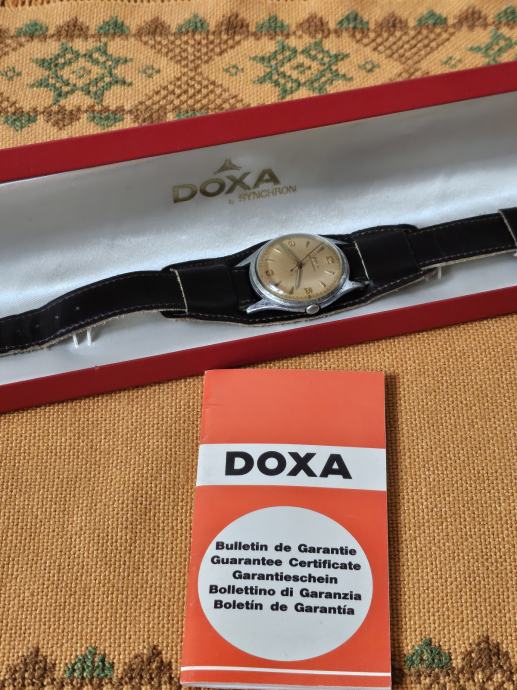 DOXA
by SYNCHRON
DOXA
Bulletin de Garantie
Guarantee Certificate
Garantieschein
Bollettino di Garanzia
Boletín de Garantía